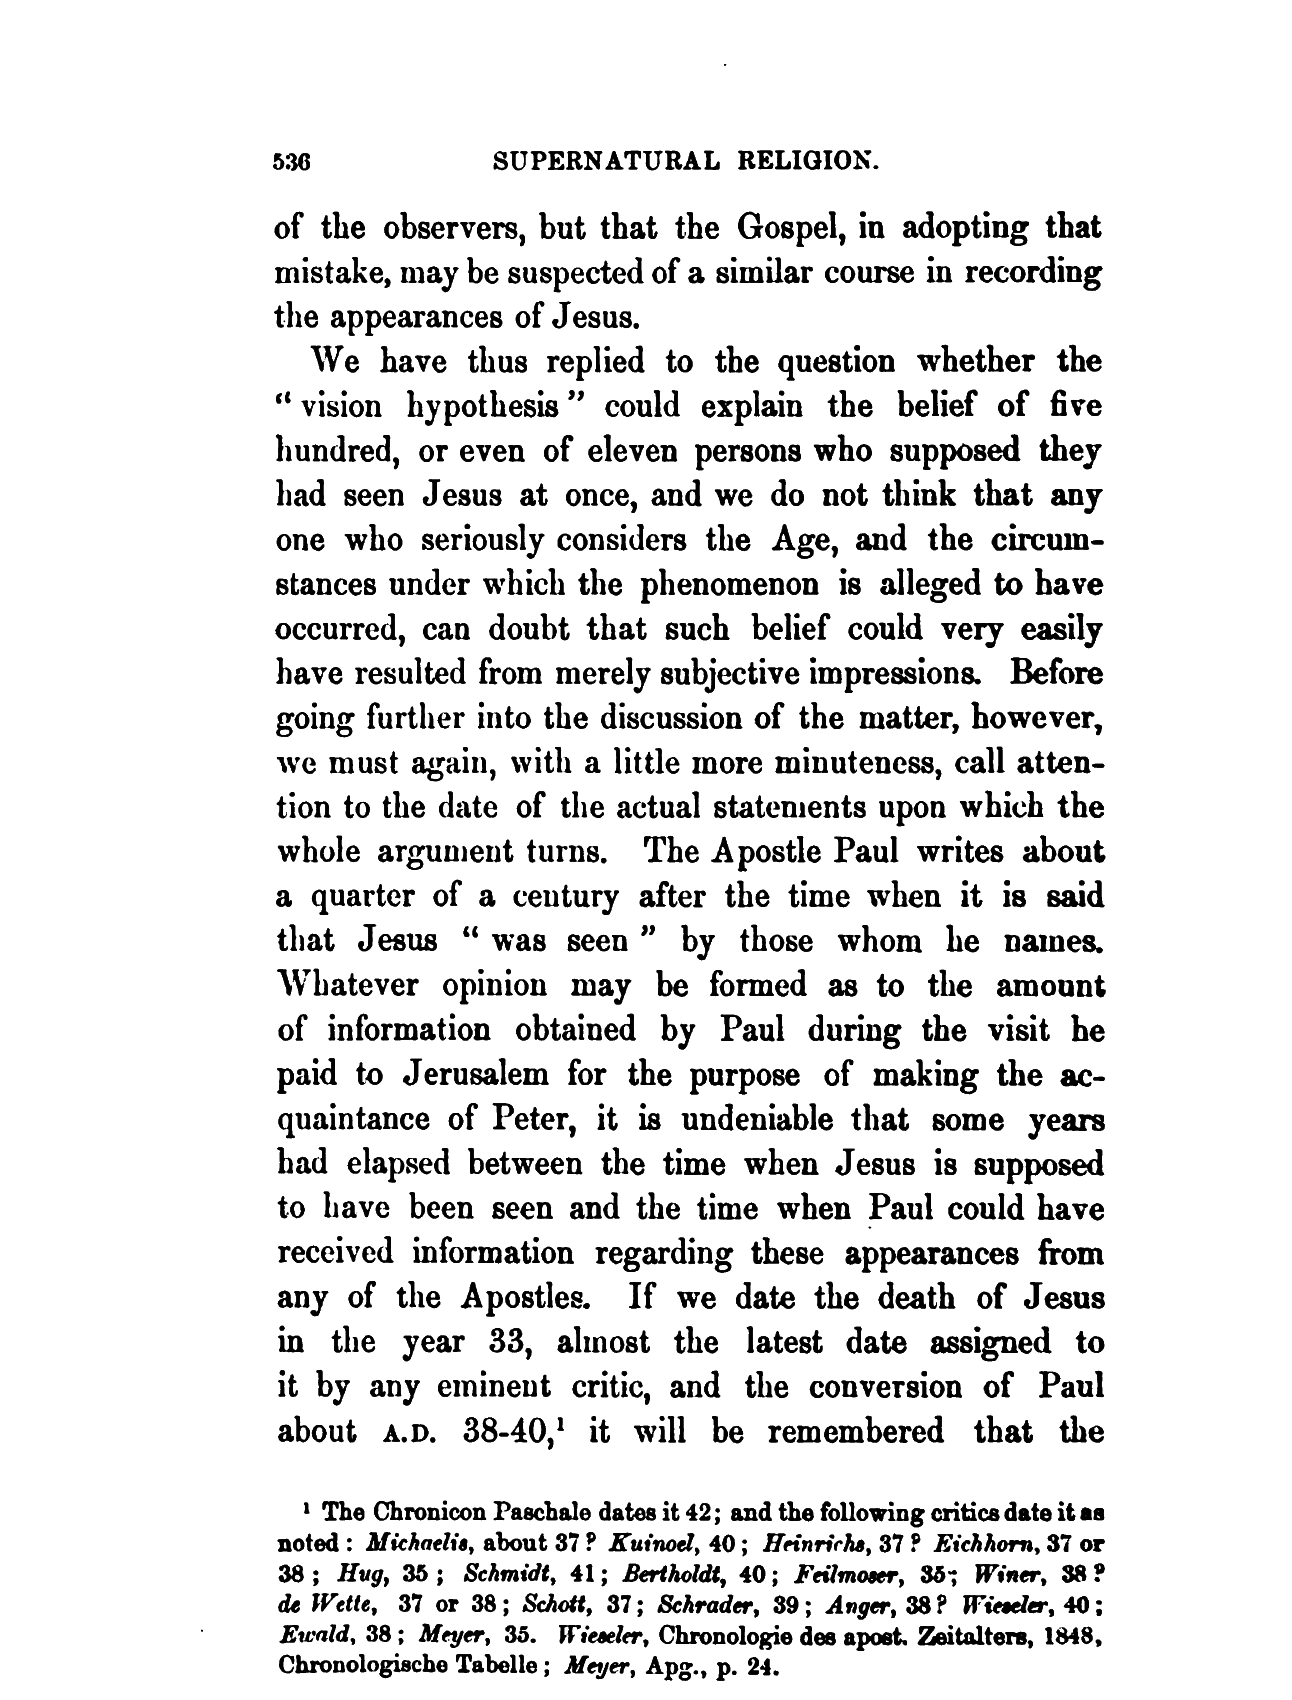 536 SUPERNATURAL RELIGION.
of the observers, but that the Gospel, in adopting that
mistake, may be suspected of a similar course in recording
the appearances of Jesus.
We have thus replied to the question whether the
“vision hypothesis” could explain the belief of five
hundred, or even of eleven persons who supposed they
had seen Jesus at once, and we do not think that any
one who seriously considers the Age, and the circum-
stances under which the phenomenon is alleged to have
occurred, can doubt that such belief could very easily
have resulted from merely subjective impressions. Before
going further into the discussion of the matter, however,
we must again, with a little more minuteness, call atten-
tion to the date of the actual statements upon which the
whole argument turns. The Apostle Paul writes about
a quarter of a century after the time when it is said
that Jesus “was seen” by those whom he names.
Whatever opinion may be formed as to the amount
of information obtained by Paul during the visit he
paid to Jerusalem for the purpose of making the ac-
quaintance of Peter, it is undeniable that some years
had elapsed between the time when Jesus is supposed
to have been seen and the time when Paul could have
received information regarding these appearances from
any of the Apostles. If we date the death of Jesus
in the year 33, almost the latest date assigned to
it by any eminent critic, and the conversion of Paul
about A.D. 38-40,¹ it will be remembered that the
¹ The Chronicon Paschale dates it 42; and the following critics date it as
noted: Michaelis, about 37? Kuinoel, 40; Heinrichs, 37? Eichhorn, 37 or
38; Hug, 35; Schmidt, 41; Bertholdt, 40; Feilmoser, 35; Winer, 38?
de Wette, 37 or 38; Schott, 37; Schrader, 39; Anger, 38? Wieseler, 40;
Ewald, 38; Meyer, 35. Wieseler, Chronologie des apost. Zeitalters, 1848,
Chronologische Tabelle; Meyer, Apg., p. 24.